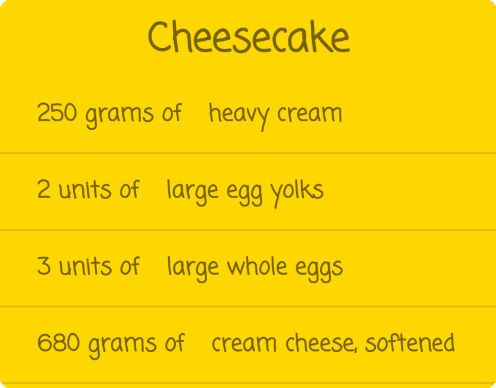 Cheesecake
250 grams of heavy cream
2 units of large egg yolks
3 units of large whole eggs
680 grams of cream cheese, softened